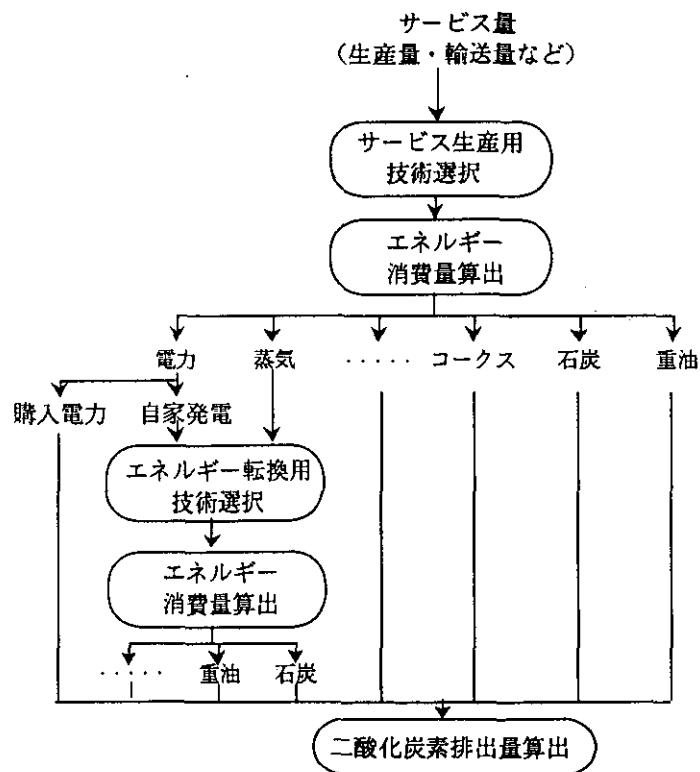 サービス量
(生産量・輸送量など)
サービス生産用
技術選択
エネルギー
消費量算出
電力 蒸気 ····· コークス 石炭 重油
購入電力 自家発電
エネルギー転換用
技術選択
エネルギー
消費量算出
····· 重油 石炭
二酸化炭素排出量算出